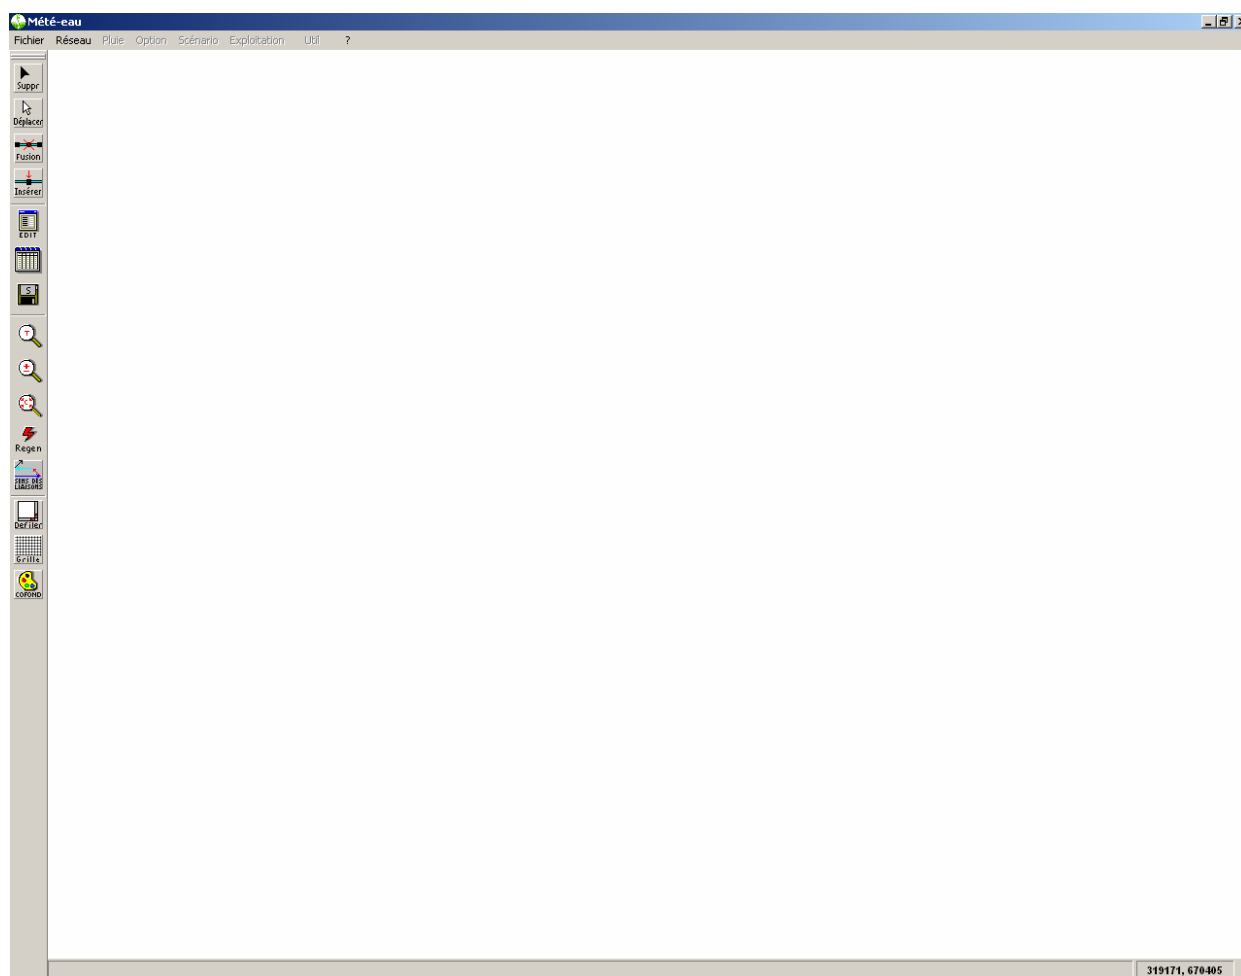 Mété-eau
Fichier Réseau Pluie Option Scénario Exploitation Util ?
Suppr
Déplacer
Fusion
Insérer
EDIT
S
T
±
C
Regen
SENS DES
LIAISONS
Défiler
Grille
COFOND
319171, 670405